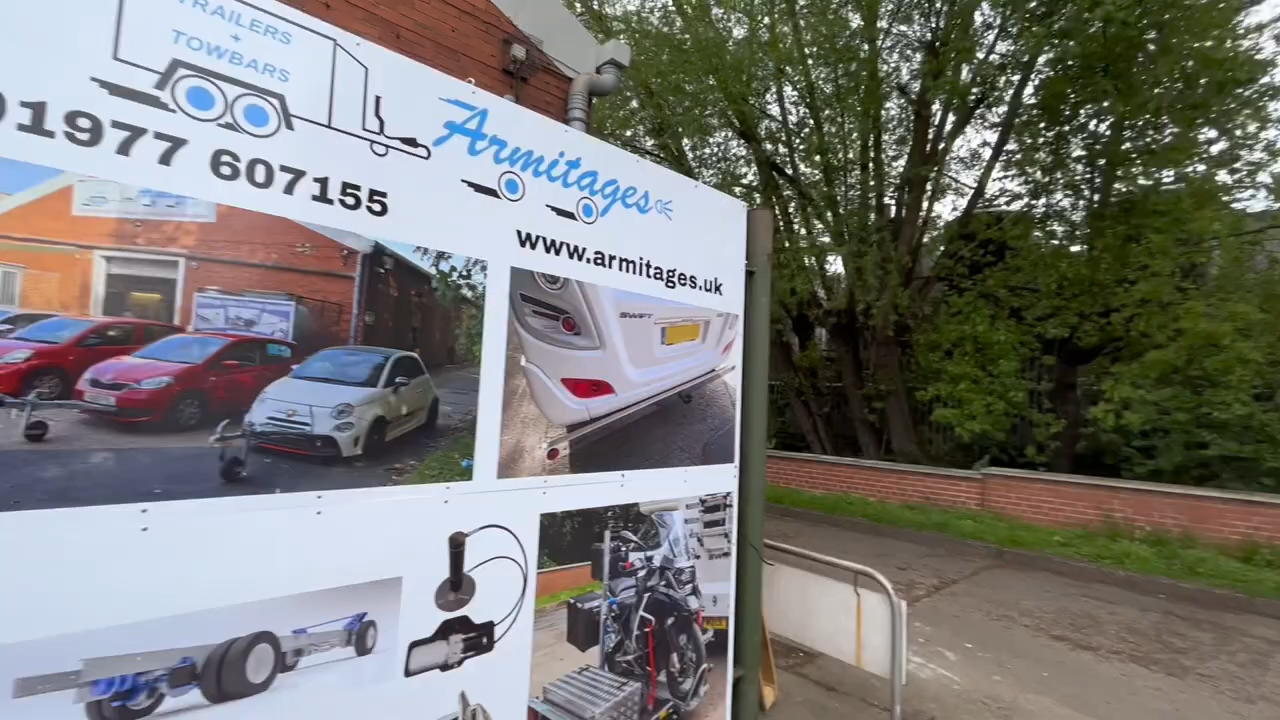 TRAILERS
+
TOWBARS
01977 607155
Armitages
www.armitages.uk
SWIFT